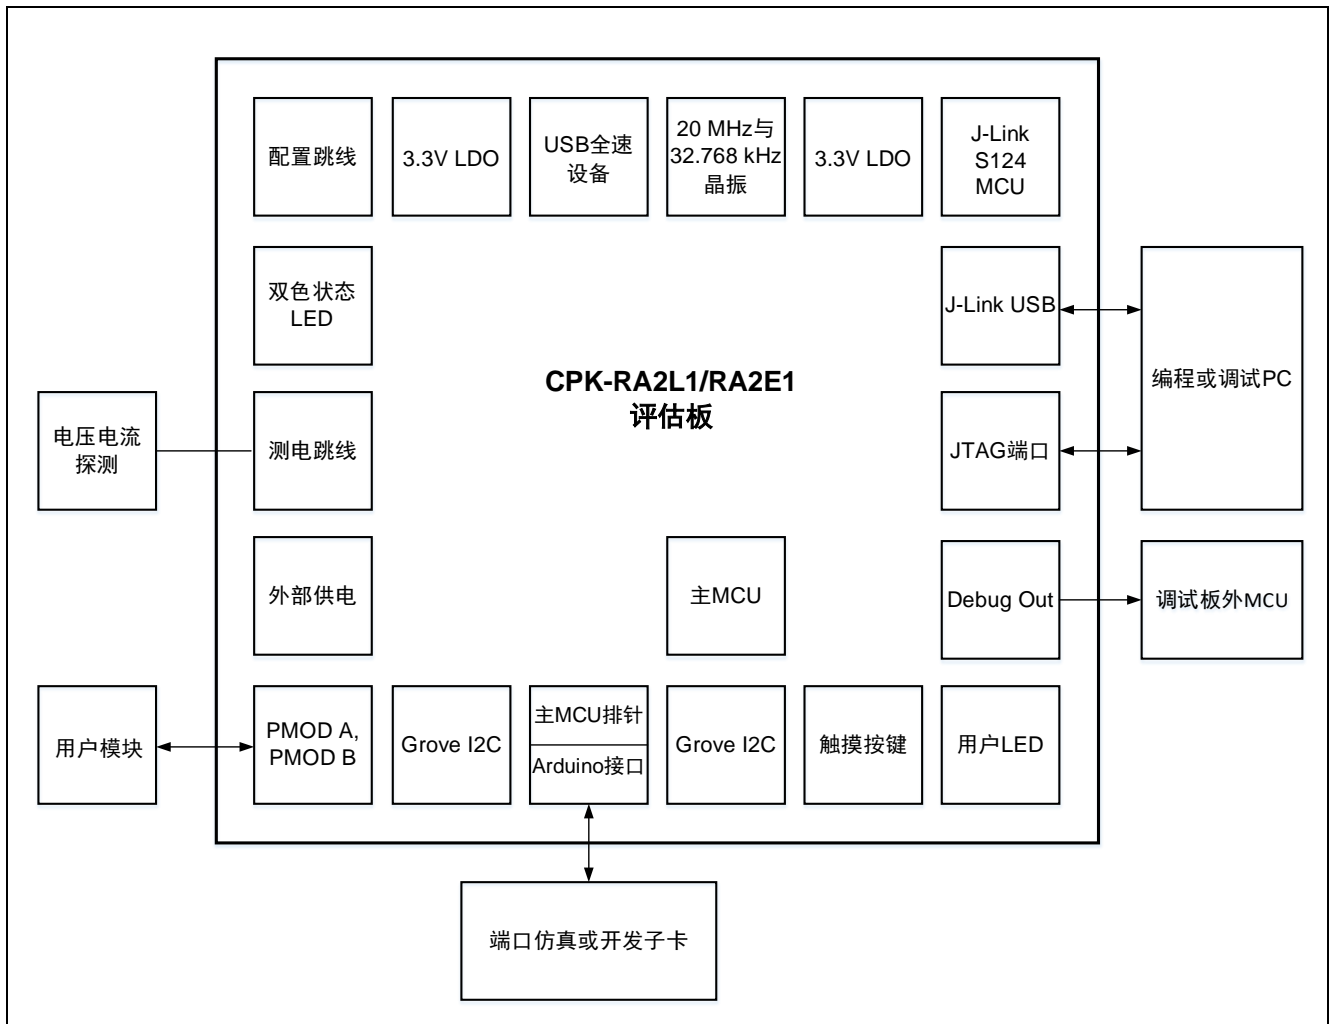 配置跳线
3.3V LDO
USB全速
设备
20 MHz与
32.768 kHz
晶振
3.3V LDO
J-Link
S124
MCU
双色状态
LED
J-Link USB
编程或调试PC
CPK-RA2L1/RA2E1
评估板
电压电流
探测
测电跳线
JTAG端口
外部供电
主MCU
Debug Out
调试板外MCU
用户模块
PMOD A,
PMOD B
Grove I2C
主MCU排针
Arduino接口
Grove I2C
触摸按键
用户LED
端口仿真或开发子卡